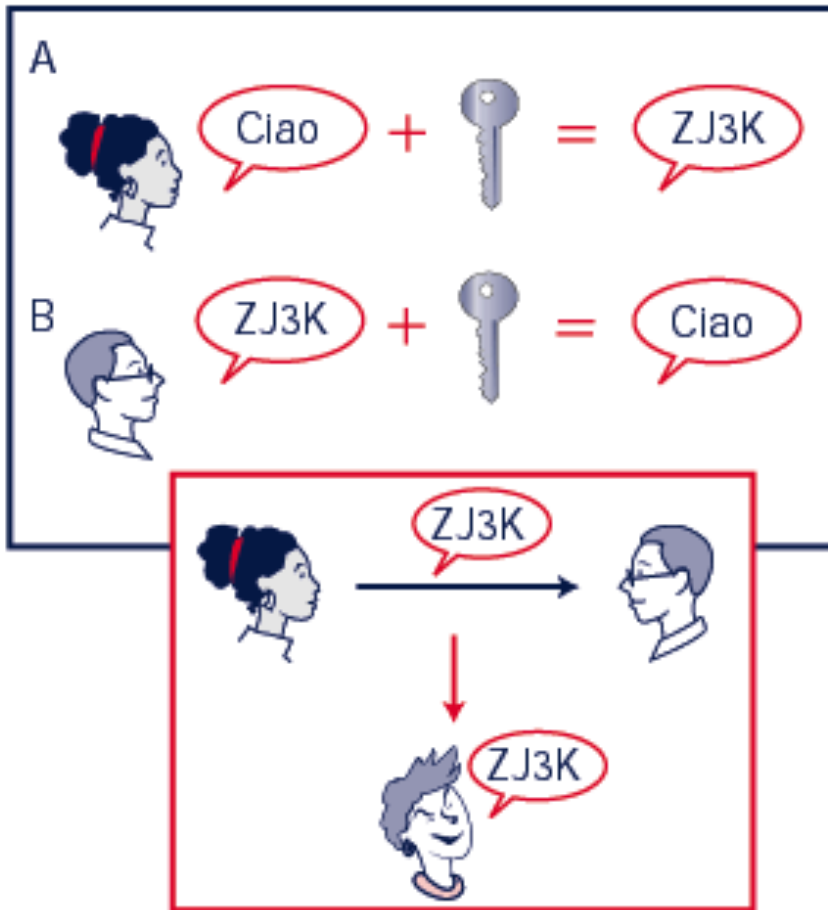 A
Ciao + = ZJ3K
B
ZJ3K + = Ciao
ZJ3K
ZJ3K